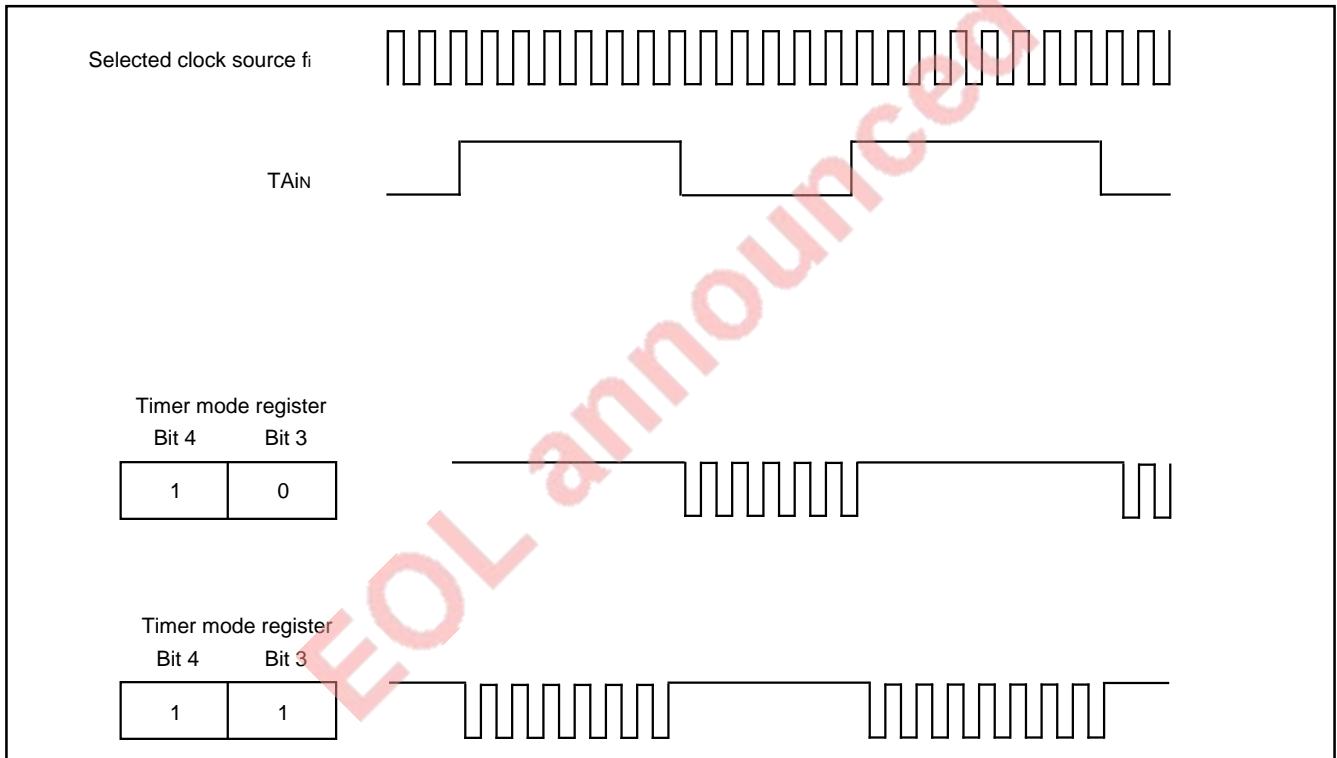 Selected clock source fi
TAiN
Timer mode register
Bit 4 Bit 3
1 0
Timer mode register
Bit 4 Bit 3
1 1
EOL announced